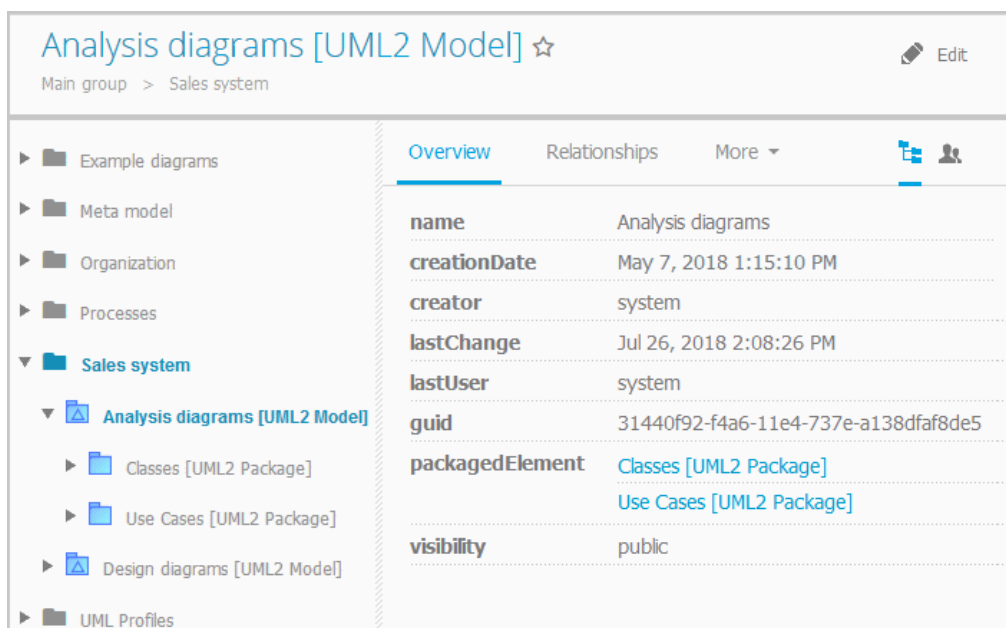 Analysis diagrams [UML2 Model]
Edit
Main group > Sales system
Example diagrams
Meta model
Organization
Processes
Sales system
Analysis diagrams [UML2 Model]
Classes [UML2 Package]
Use Cases [UML2 Package]
Design diagrams [UML2 Model]
UML Profiles
Overview Relationships More
name Analysis diagrams
creationDate May 7, 2018 1:15:10 PM
creator system
lastChange Jul 26, 2018 2:08:26 PM
lastUser system
guid 31440f92-f4a6-11e4-737e-a138dfaf8de5
packagedElement Classes [UML2 Package]
Use Cases [UML2 Package]
visibility public